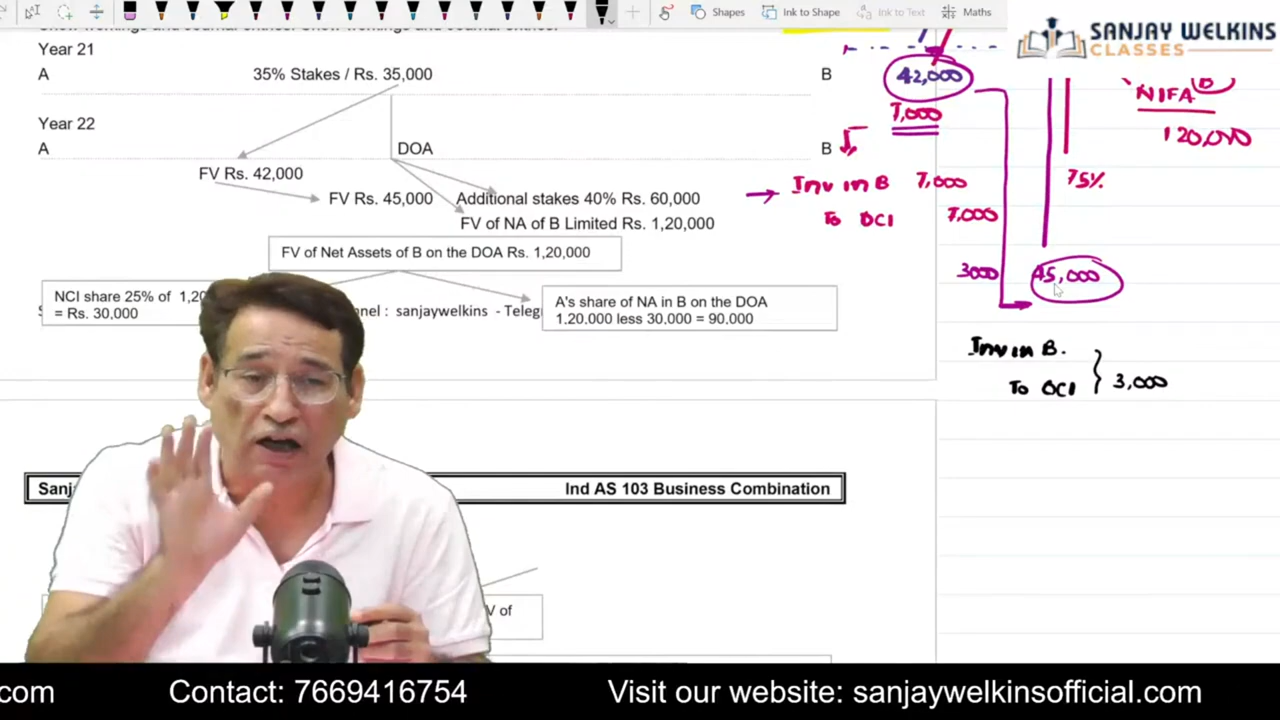 Shapes
Ink to Shape
Ink to Text
Maths
SANJAY WELKINS
CLASSES
Year 21
A
35% Stakes / Rs. 35,000
B
42,000
7,000
NIFA
B
120,000
Year 22
A
DOA
B
FV Rs. 42,000
FV Rs. 45,000
Additional stakes 40% Rs. 60,000
FV of NA of B Limited Rs. 1,20,000
Inv in B 7,000
To OCI 7,000
75%
FV of Net Assets of B on the DOA Rs. 1,20,000
3000
45,000
NCI share 25% of 1,20
= Rs. 30,000
nnel : sanjaywelkins - Teleg
A's share of NA in B on the DOA
1,20,000 less 30,000 = 90,000
Inv in B.
To OCI
3,000
Sanj
Ind AS 103 Business Combination
V of
.com
Contact: 7669416754
Visit our website: sanjaywelkinsofficial.com